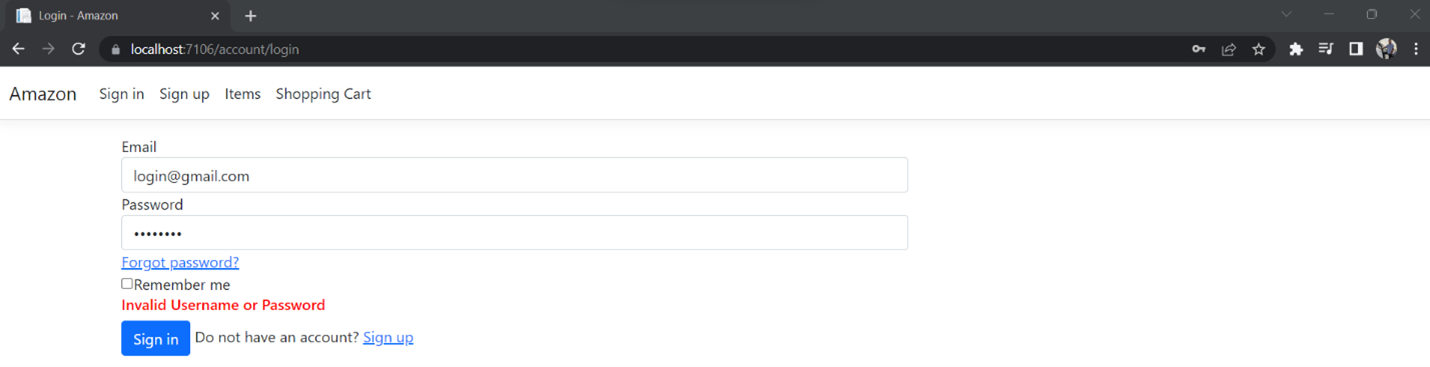 Login - Amazon
localhost:7106/account/login
Amazon Sign in Sign up Items Shopping Cart
Email
login@gmail.com
Password
••••••••
Forgot password?
Remember me
Invalid Username or Password
Sign in Do not have an account? Sign up